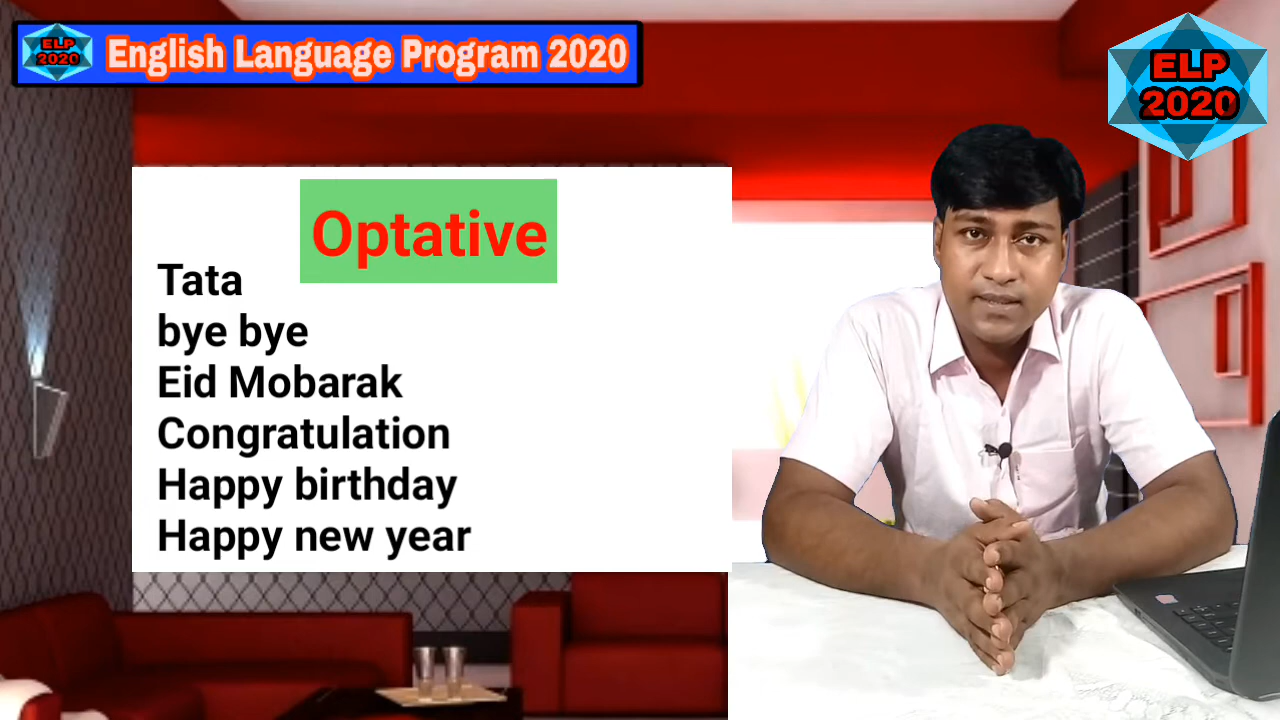 ELP
2020
English Language Program 2020
ELP
2020
Optative
Tata
bye bye
Eid Mobarak
Congratulation
Happy birthday
Happy new year